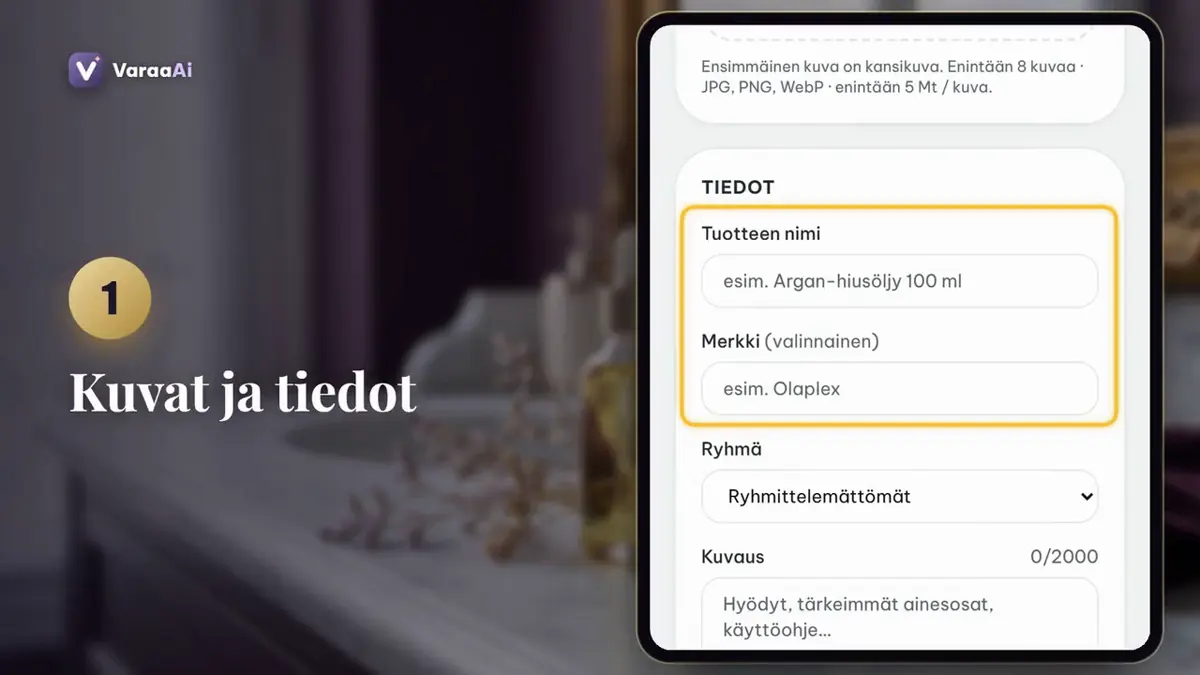 VaraaAi
1
Kuvat ja tiedot
Ensimmäinen kuva on kansikuva. Enintään 8 kuvaa ·
JPG, PNG, WebP · enintään 5 Mt / kuva.
TIEDOT
Tuotteen nimi
esim. Argan-hiusöljy 100 ml
Merkki (valinnainen)
esim. Olaplex
Ryhmä
Ryhmittelemättömät
Kuvaus 0/2000
Hyödyt, tärkeimmät ainesosat,
käyttöohje...